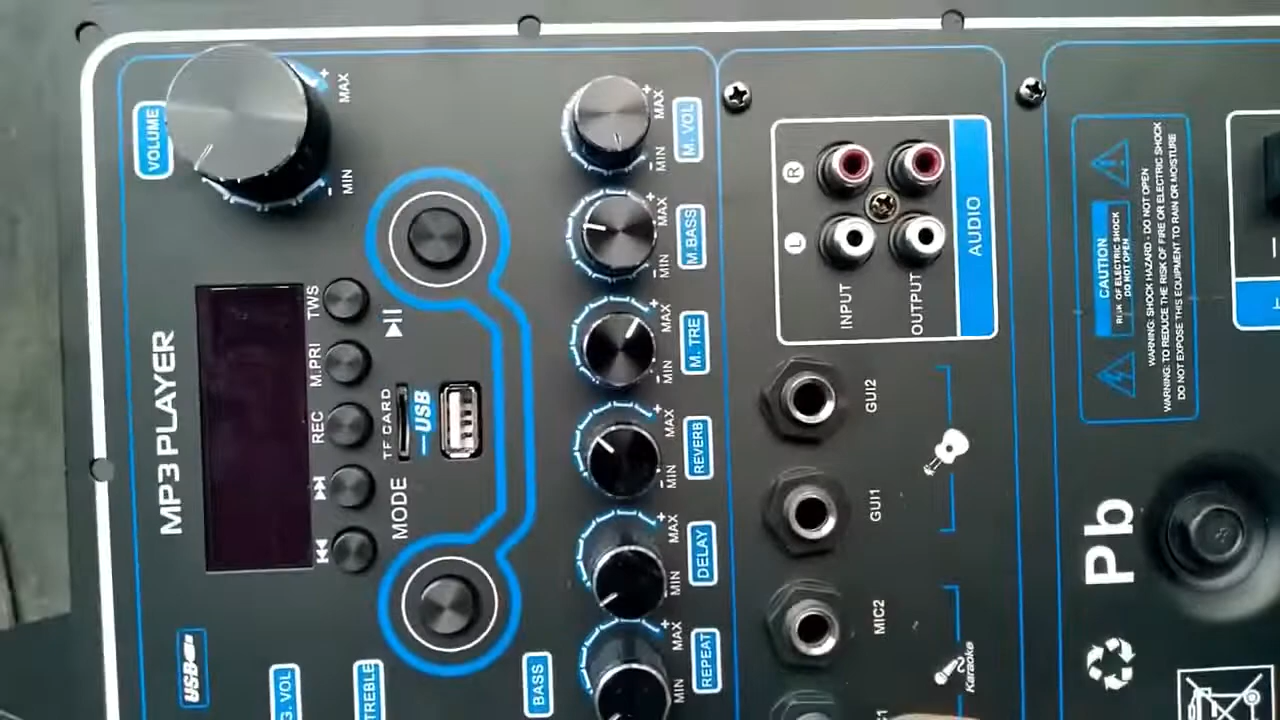 VOLUME
+
MAX
MIN
-
MP3 PLAYER
TWS
M.PRI
REC
TF CARD
USB
MODE
USB
G. VOL
TREBLE
BASS
+
MAX
MIN
-
M. VOL
+
MAX
MIN
-
M.BASS
+
MAX
MIN
-
M. TRE
+
MAX
MIN
-
REVERB
+
MAX
MIN
-
DELAY
+
MAX
MIN
-
REPEAT
R
L
INPUT
OUTPUT
AUDIO
GUI2
GUI1
MIC2
Karaoke
CAUTION
RISK OF ELECTRIC SHOCK
DO NOT OPEN
WARNING: SHOCK HAZARD - DO NOT OPEN
WARNING: TO REDUCE THE RISK OF FIRE OR ELECTRIC SHOCK
DO NOT EXPOSE THIS EQUIPMENT TO RAIN OR MOISTURE
Pb